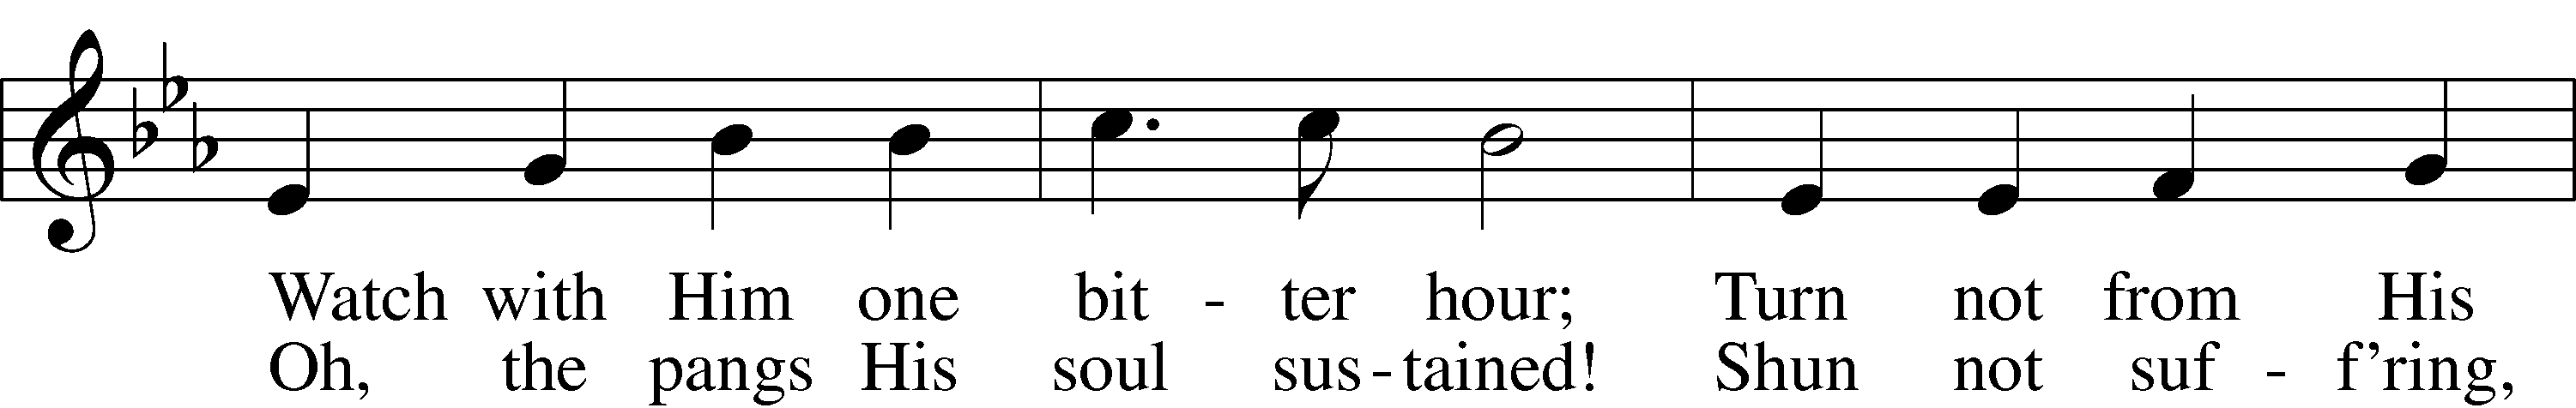 Watch with Him one bit - ter hour; Turn not from His
Oh, the pangs His soul sus - tained! Shun not suf - f’ring,